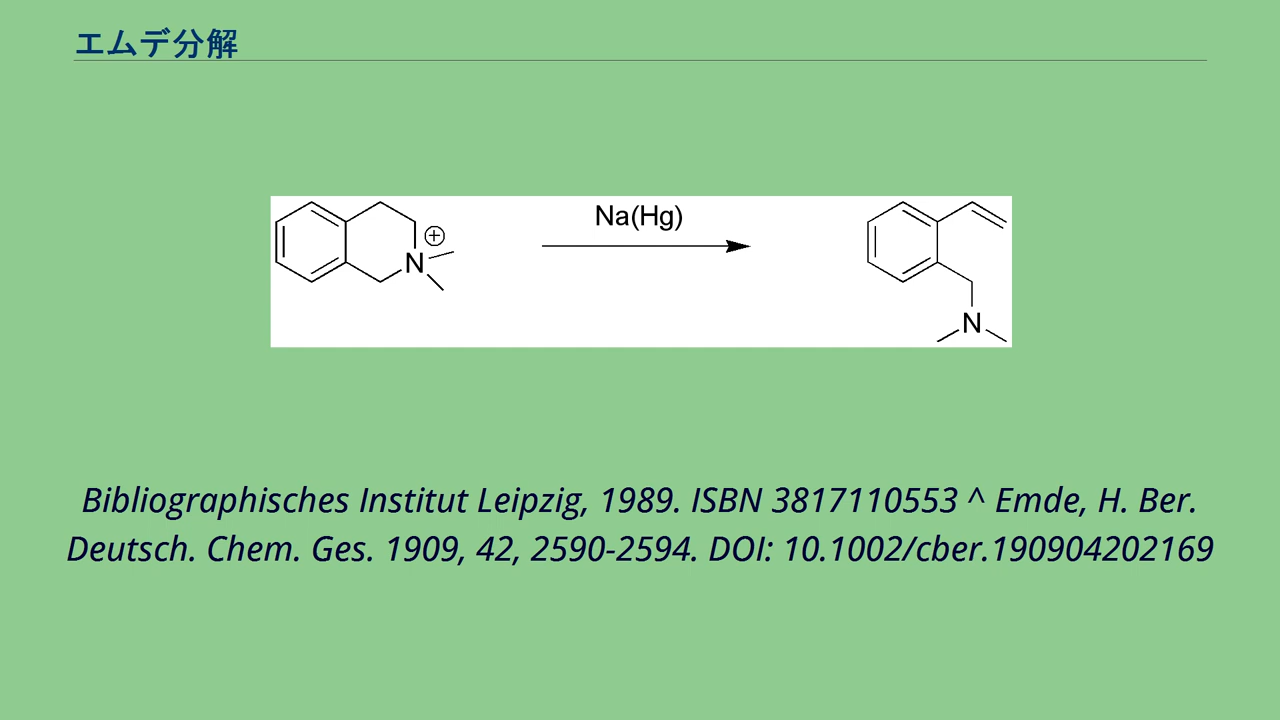 エムデ分解
Na(Hg)
⊕
N
N
Bibliographisches Institut Leipzig, 1989. ISBN 3817110553 ^ Emde, H. Ber.
Deutsch. Chem. Ges. 1909, 42, 2590-2594. DOI: 10.1002/cber.190904202169